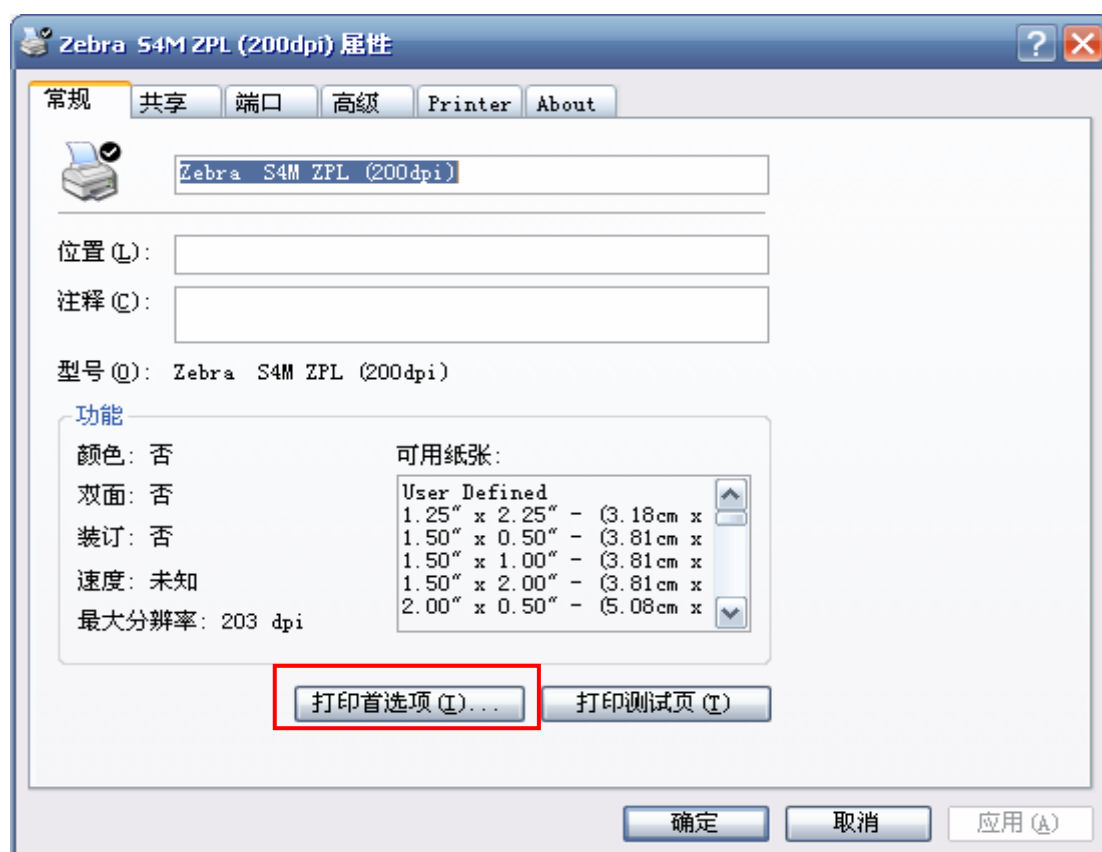 Zebra  S4M ZPL (200dpi) 属性
常规 共享 端口 高级 Printer About
Zebra  S4M ZPL (200dpi)
位置(L):
注释(C):
型号(O): Zebra  S4M ZPL (200dpi)
功能
颜色: 否
双面: 否
装订: 否
速度: 未知
最大分辨率: 203 dpi
可用纸张:
User Defined
1.25" x 2.25" - (3.18cm x
1.50" x 0.50" - (3.81cm x
1.50" x 1.00" - (3.81cm x
1.50" x 2.00" - (3.81cm x
2.00" x 0.50" - (5.08cm x
打印首选项(I)... 打印测试页(T)
确定 取消 应用(A)